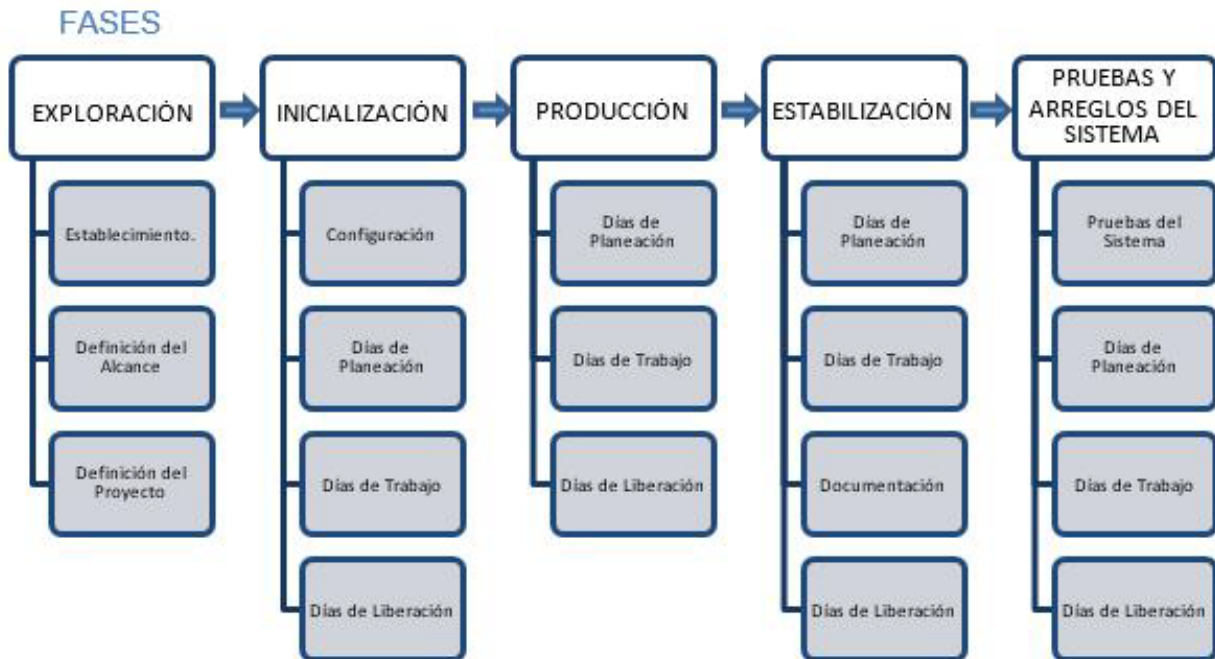 FASES
EXPLORACIÓN
INICIALIZACIÓN
PRODUCCIÓN
ESTABILIZACIÓN
PRUEBAS Y
ARREGLOS DEL
SISTEMA
Establecimiento.
Definición del
Alcance
Definición del
Proyecto
Configuración
Días de
Planeación
Días de Trabajo
Días de Liberación
Días de
Planeación
Días de Trabajo
Días de Liberación
Días de
Planeación
Días de Trabajo
Documentación
Días de Liberación
Pruebas del
Sistema
Días de
Planeación
Días de Trabajo
Días de Liberación